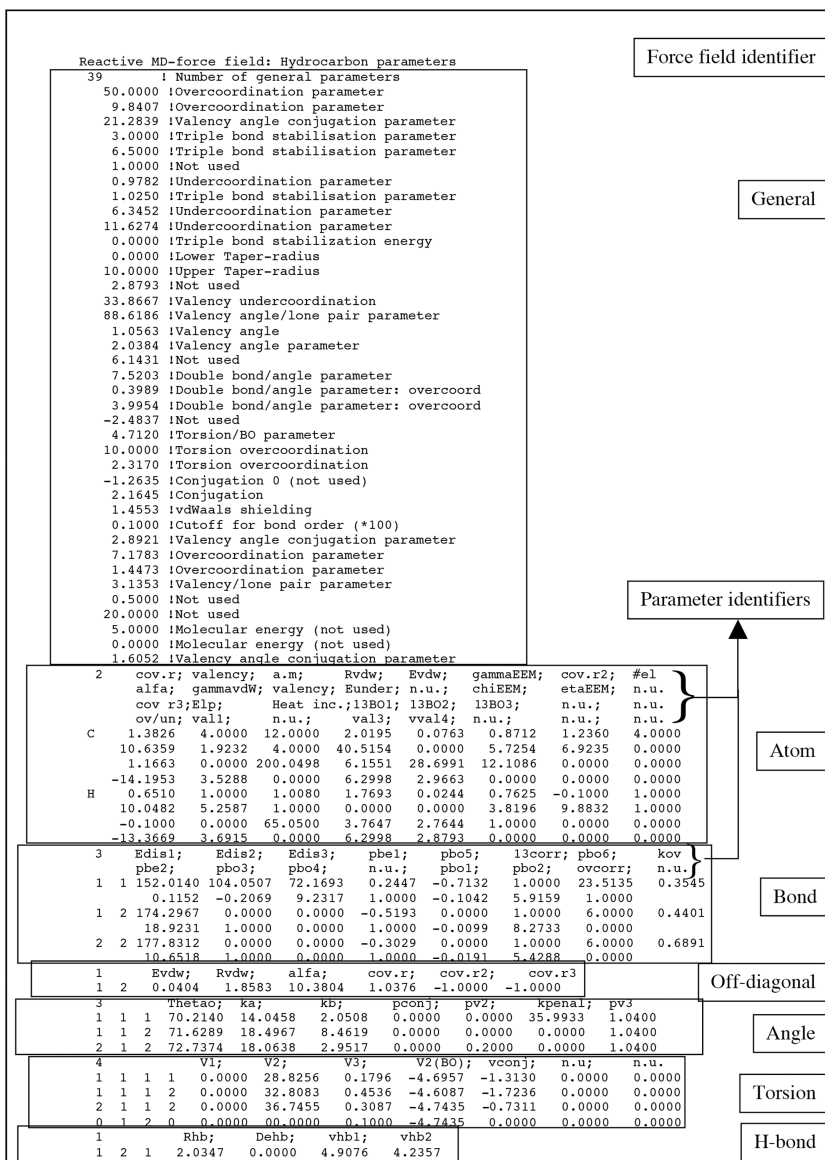 Force field identifier
Reactive MD-force field: Hydrocarbon parameters
39 ! Number of general parameters
50.0000 !Overcoordination parameter
9.8407 !Overcoordination parameter
21.2839 !Valency angle conjugation parameter
3.0000 !Triple bond stabilisation parameter
6.5000 !Triple bond stabilisation parameter
1.0000 !Not used
0.9782 !Undercoordination parameter
1.0250 !Triple bond stabilisation parameter
6.3452 !Undercoordination parameter
11.6274 !Undercoordination parameter
0.0000 !Triple bond stabilization energy
0.0000 !Lower Taper-radius
10.0000 !Upper Taper-radius
2.8793 !Not used
33.8667 !Valency undercoordination
88.6186 !Valency angle/lone pair parameter
1.0563 !Valency angle
2.0384 !Valency angle parameter
6.1431 !Not used
7.5203 !Double bond/angle parameter
0.3989 !Double bond/angle parameter: overcoord
3.9954 !Double bond/angle parameter: overcoord
-2.4837 !Not used
4.7120 !Torsion/BO parameter
10.0000 !Torsion overcoordination
2.3170 !Torsion overcoordination
-1.2635 !Conjugation 0 (not used)
2.1645 !Conjugation
1.4553 !vdWaals shielding
0.1000 !Cutoff for bond order (*100)
2.8921 !Valency angle conjugation parameter
7.1783 !Overcoordination parameter
1.4473 !Overcoordination parameter
3.1353 !Valency/lone pair parameter
0.5000 !Not used
20.0000 !Not used
5.0000 !Molecular energy (not used)
0.0000 !Molecular energy (not used)
1.6052 !Valency angle conjugation parameter
General
Parameter identifiers
2 cov.r; valency; a.m; Rvdw; Evdw; gammaEEM; cov.r2; #el
alfa; gammavdW; valency; Eunder; n.u.; chiEEM; etaEEM; n.u.
cov r3;Elp; Heat inc.;13BO1; 13BO2; 13BO3; n.u.; n.u.
ov/un; val1; n.u.; val3; vval4; n.u.; n.u.; n.u.
C 1.3826 4.0000 12.0000 2.0195 0.0763 0.8712 1.2360 4.0000
10.6359 1.9232 4.0000 40.5154 0.0000 5.7254 6.9235 0.0000
1.1663 0.0000 200.0498 6.1551 28.6991 12.1086 0.0000 0.0000
-14.1953 3.5288 0.0000 6.2998 2.9663 0.0000 0.0000 0.0000
H 0.6510 1.0000 1.0080 1.7693 0.0244 0.7625 -0.1000 1.0000
10.0482 5.2587 1.0000 0.0000 0.0000 3.8196 9.8832 1.0000
-0.1000 0.0000 65.0500 3.7647 2.7644 1.0000 0.0000 0.0000
-13.3669 3.6915 0.0000 6.2998 2.8793 0.0000 0.0000 0.0000
Atom
3 Edis1; Edis2; Edis3; pbe1; pbo5; 13corr; pbo6; kov
pbe2; pbo3; pbo4; n.u.; pbo1; pbo2; ovcorr; n.u.
1 1 152.0140 104.0507 72.1693 0.2447 -0.7132 1.0000 23.5135 0.3545
0.1152 -0.2069 9.2317 1.0000 -0.1042 5.9159 1.0000
1 2 174.2967 0.0000 0.0000 -0.5193 0.0000 1.0000 6.0000 0.4401
18.9231 1.0000 0.0000 1.0000 -0.0099 8.2733 0.0000
2 2 177.8312 0.0000 0.0000 -0.3029 0.0000 1.0000 6.0000 0.6891
10.6518 1.0000 0.0000 1.0000 -0.0191 5.4288 0.0000
Bond
1 Evdw; Rvdw; alfa; cov.r; cov.r2; cov.r3
1 2 0.0404 1.8583 10.3804 1.0376 -1.0000 -1.0000
Off-diagonal
3 Thetao; ka; kb; pconj; pv2; kpenal; pv3
1 1 1 70.2140 14.0458 2.0508 0.0000 0.0000 35.9933 1.0400
1 1 2 71.6289 18.4967 8.4619 0.0000 0.0000 0.0000 1.0400
2 1 2 72.7374 18.0638 2.9517 0.0000 0.2000 0.0000 1.0400
Angle
4 V1; V2; V3; V2(BO); vconj; n.u; n.u.
1 1 1 1 0.0000 28.8256 0.1796 -4.6957 -1.3130 0.0000 0.0000
1 1 1 2 0.0000 32.8083 0.4536 -4.6087 -1.7236 0.0000 0.0000
2 1 1 2 0.0000 36.7455 0.3087 -4.7435 -0.7311 0.0000 0.0000
0 1 2 0 0.0000 00.0000 0.1000 -4.7435 0.0000 0.0000 0.0000
Torsion
1 Rhb; Dehb; vhb1; vhb2
1 2 1 2.0347 0.0000 4.9076 4.2357
H-bond